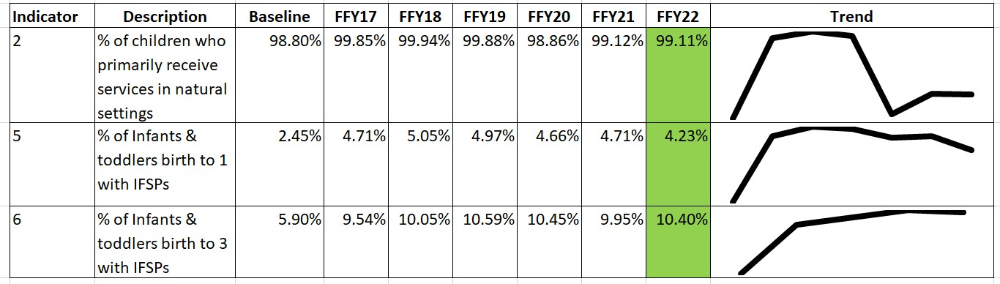 Indicator Description Baseline FFY17 FFY18 FFY19 FFY20 FFY21 FFY22 Trend
2 % of children who 98.80% 99.85% 99.94% 99.88% 98.86% 99.12% 99.11%
primarily receive
services in natural
settings
5 % of Infants & 2.45% 4.71% 5.05% 4.97% 4.66% 4.71% 4.23%
toddlers birth to 1
with IFSPs
6 % of Infants & 5.90% 9.54% 10.05% 10.59% 10.45% 9.95% 10.40%
toddlers birth to 3
with IFSPs